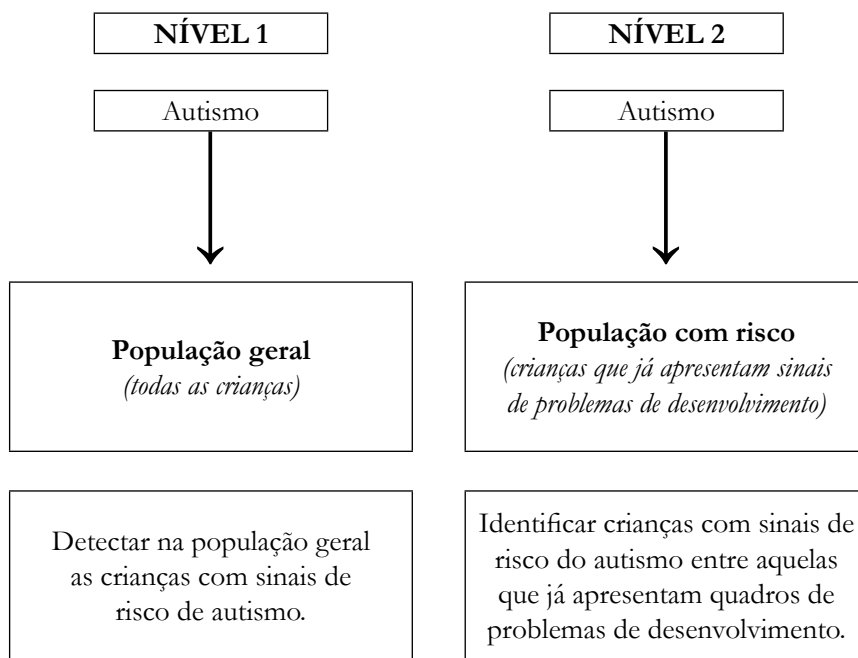 NÍVEL 1
Autismo
População geral
(todas as crianças)
Detectar na população geral
as crianças com sinais de
risco de autismo.
NÍVEL 2
Autismo
População com risco
(crianças que já apresentam sinais
de problemas de desenvolvimento)
Identificar crianças com sinais de
risco do autismo entre aquelas
que já apresentam quadros de
problemas de desenvolvimento.